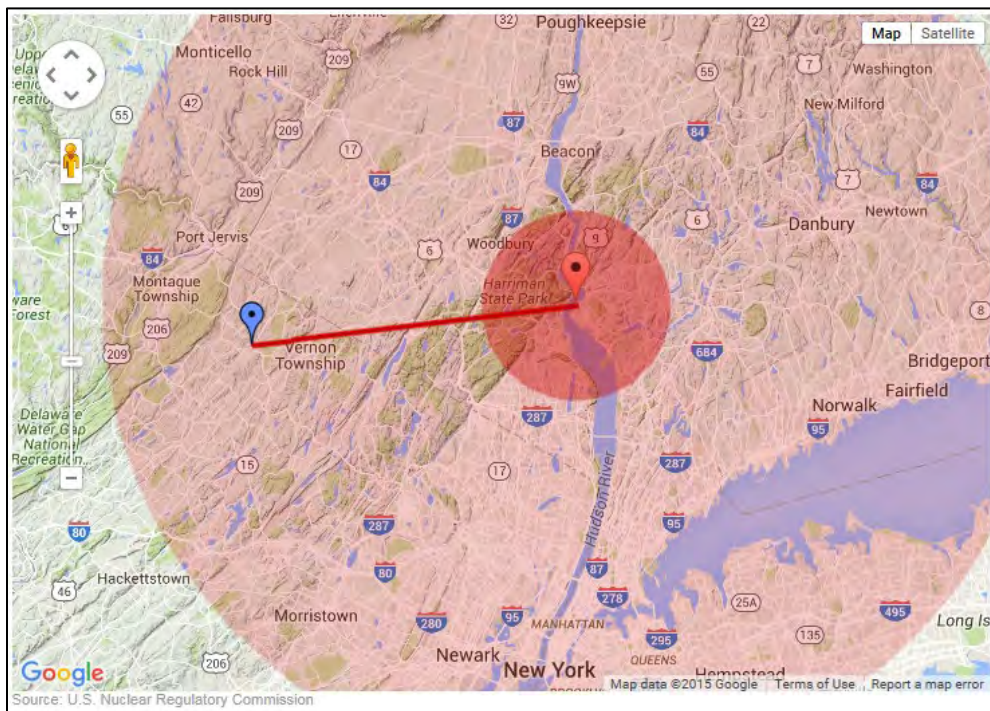 Fallsburg
Ellenville
32
Poughkeepsie
22
Map
Satellite
Monticello
209
7
Washington
Rock Hill
9W
55
42
New Milford
55
87
84
209
17
Beacon
7
84
84
209
Danbury
Newtown
87
9
6
Port Jervis
6
Woodbury
84
Harriman
State Park
Montague
Township
8
206
Vernon
Township
684
209
Bridgeport
Fairfield
Norwalk
Delaware
Water Gap
National
Recreation...
287
95
15
17
287
Hudson River
287
95
80
87
80
Hackettstown
46
278
25A
495
Morristown
280
95
MANHATTAN
295
135
Long Is
206
Newark
QUEENS
New York
Hempstead
Google
Map data ©2015 Google
Terms of Use
Report a map error
Source: U.S. Nuclear Regulatory Commission